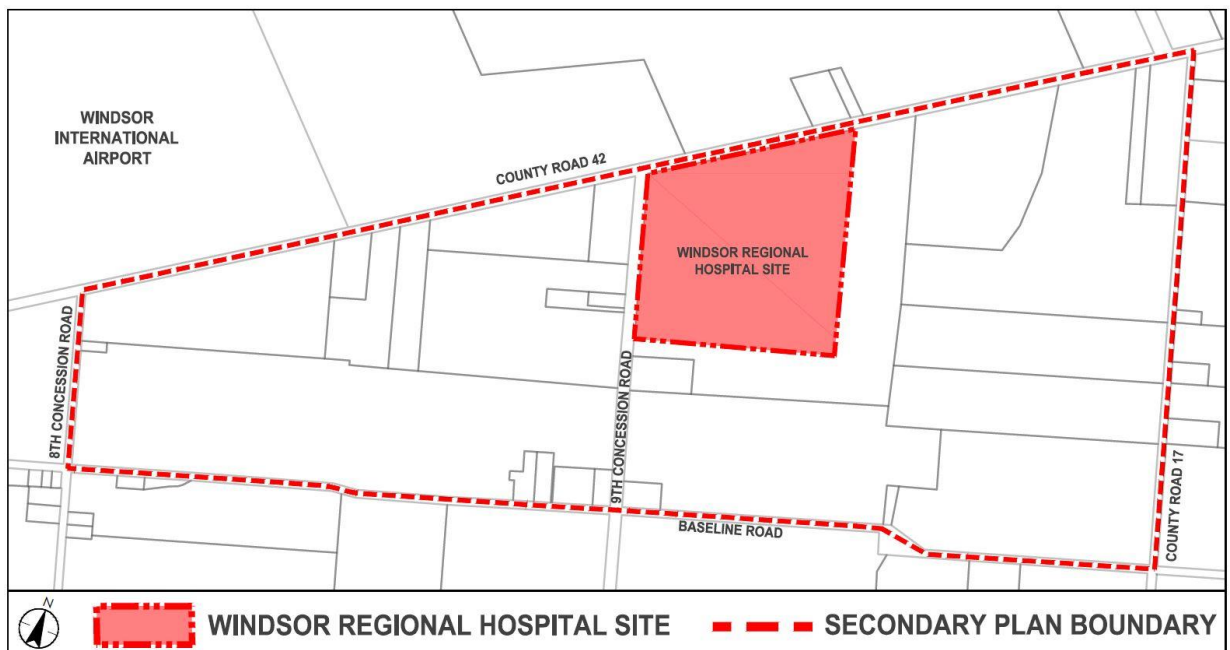 WINDSOR
INTERNATIONAL
AIRPORT
COUNTY ROAD 42
WINDSOR REGIONAL
HOSPITAL SITE
8TH CONCESSION ROAD
9TH CONCESSION ROAD
COUNTY ROAD 17
BASELINE ROAD
N
WINDSOR REGIONAL HOSPITAL SITE
SECONDARY PLAN BOUNDARY